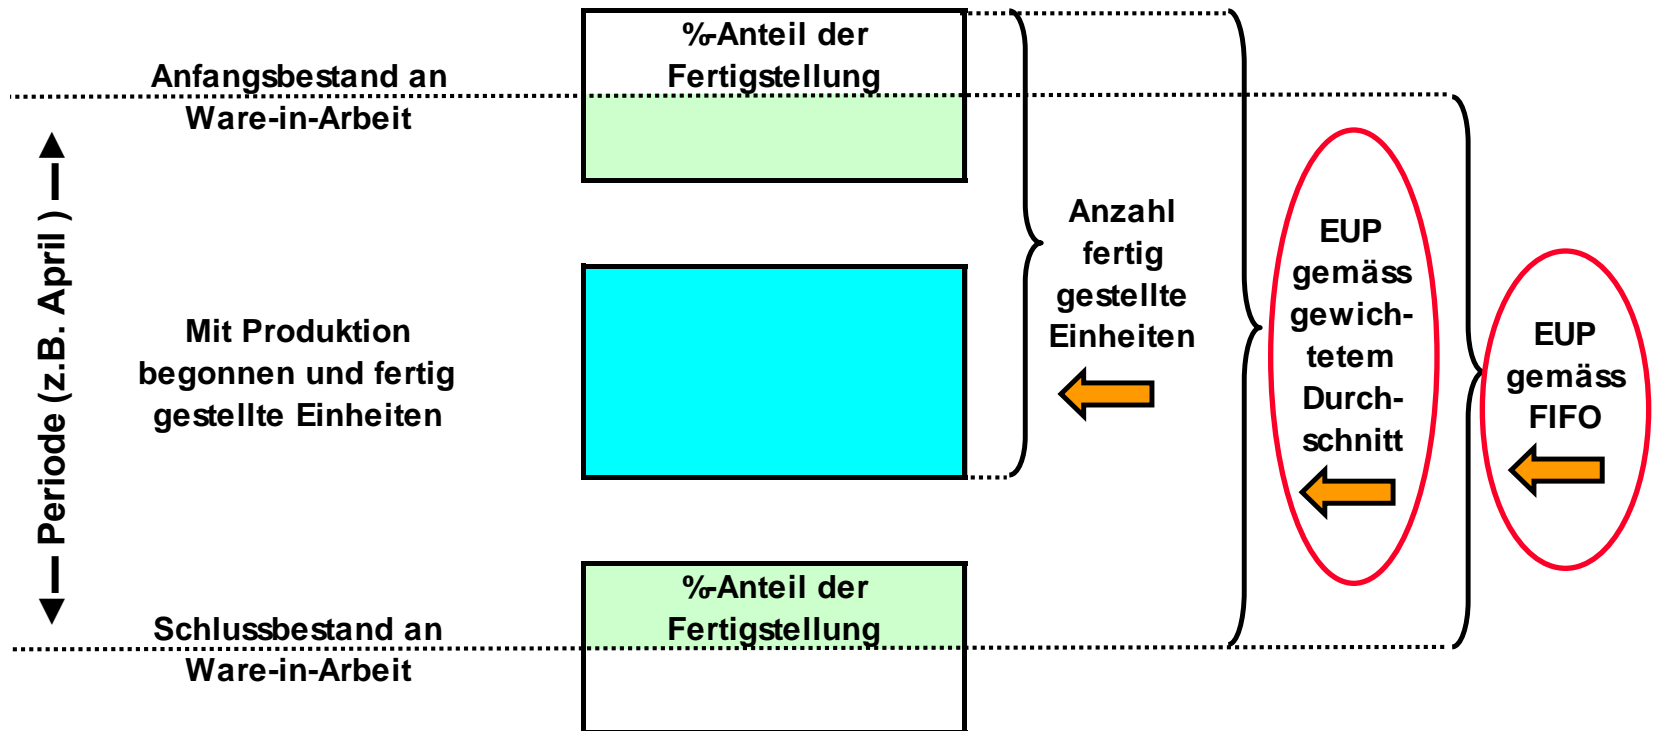 %-Anteil der
Fertigstellung
Anfangsbestand an
Ware-in-Arbeit
Periode (z.B. April )
Mit Produktion
begonnen und fertig
gestellte Einheiten
Anzahl
fertig
gestellte
Einheiten
EUP
gemäss
gewich-
tetem
Durch-
schnitt
EUP
gemäss
FIFO
%-Anteil der
Fertigstellung
Schlussbestand an
Ware-in-Arbeit